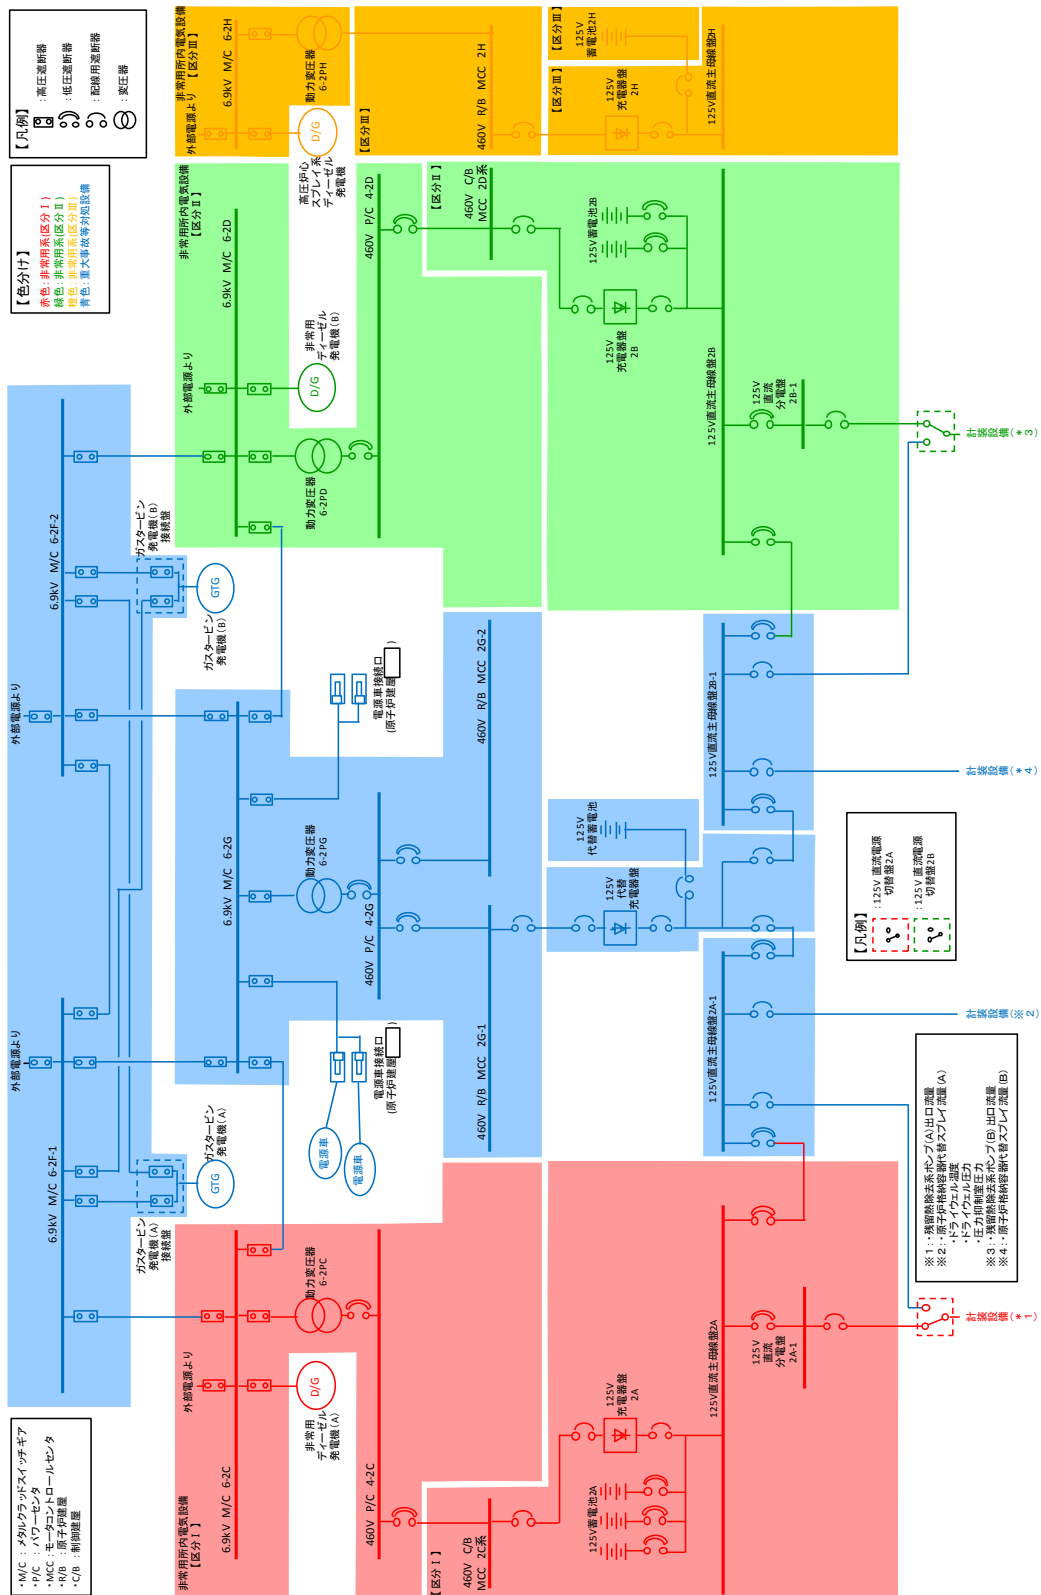 ・M/C ：メタルクラッドスイッチギア
・P/C ：パワーセンタ
・MCC：モータコントロールセンタ
・R/B ：原子炉建屋
・C/B ：制御建屋
【色分け】
赤色：非常用系(区分Ⅰ)
緑色：非常用系(区分Ⅱ)
橙色：非常用系(区分Ⅲ)
青色：重大事故等対処設備
【凡例】
：高圧遮断器
：低圧遮断器
：配線用遮断器
：変圧器
外部電源より
6.9kV M/C 6-2F-1
外部電源より
6.9kV M/C 6-2F-2
ガスタービン
発電機(A)
接続盤
GTG
ガスタービン
発電機(A)
ガスタービン
発電機(B)
接続盤
GTG
ガスタービン
発電機(B)
非常用所内電気設備
【区分Ⅰ】
外部電源より
6.9kV M/C 6-2C
D/G
非常用
ディーゼル
発電機(A)
動力変圧器
6-2PC
460V P/C 4-2C
6.9kV M/C 6-2G
電源車
電源車
電源車接続口
(原子炉建屋 )
動力変圧器
6-2PG
電源車接続口
(原子炉建屋 )
460V P/C 4-2G
非常用所内電気設備
【区分Ⅱ】
外部電源より
6.9kV M/C 6-2D
動力変圧器
6-2PD
D/G
非常用
ディーゼル
発電機(B)
460V P/C 4-2D
非常用所内電気設備
【区分Ⅲ】
外部電源より
6.9kV M/C 6-2H
D/G
高圧炉心
スプレイ系
ディーゼル
発電機
動力変圧器
6-2PH
【区分Ⅲ】
460V R/B MCC 2H
【区分Ⅰ】
460V C/B
MCC 2C系
460V R/B MCC 2G-1
460V R/B MCC 2G-2
【区分Ⅱ】
460V C/B
MCC 2D系
125V蓄電池2A
125V
充電器盤
2A
125V
代替
充電器盤
125V
代替蓄電池
125V
充電器盤
2B
125V蓄電池2B
【区分Ⅲ】
125V
充電器盤
2H
【区分Ⅲ】
125V
蓄電池2H
125V直流主母線盤2A
125V直流主母線盤2A-1
125V直流主母線盤2B-1
125V直流主母線盤2B
125V直流主母線盤2H
125V
直流
分電盤
2A-1
125V
直流
分電盤
2B-1
計装設備(*1)
計装設備(※2)
計装設備(*4)
計装設備(*3)
※1：・残留熱除去系ポンプ(A)出口流量
※2：・原子炉格納容器代替スプレイ流量(A)
・ドライウェル温度
・ドライウェル圧力
・圧力抑制室圧力
※3：・残留熱除去系ポンプ(B)出口流量
※4：・原子炉格納容器代替スプレイ流量(B)
【凡例】
：125V 直流電源
切替盤2A
：125V 直流電源
切替盤2B